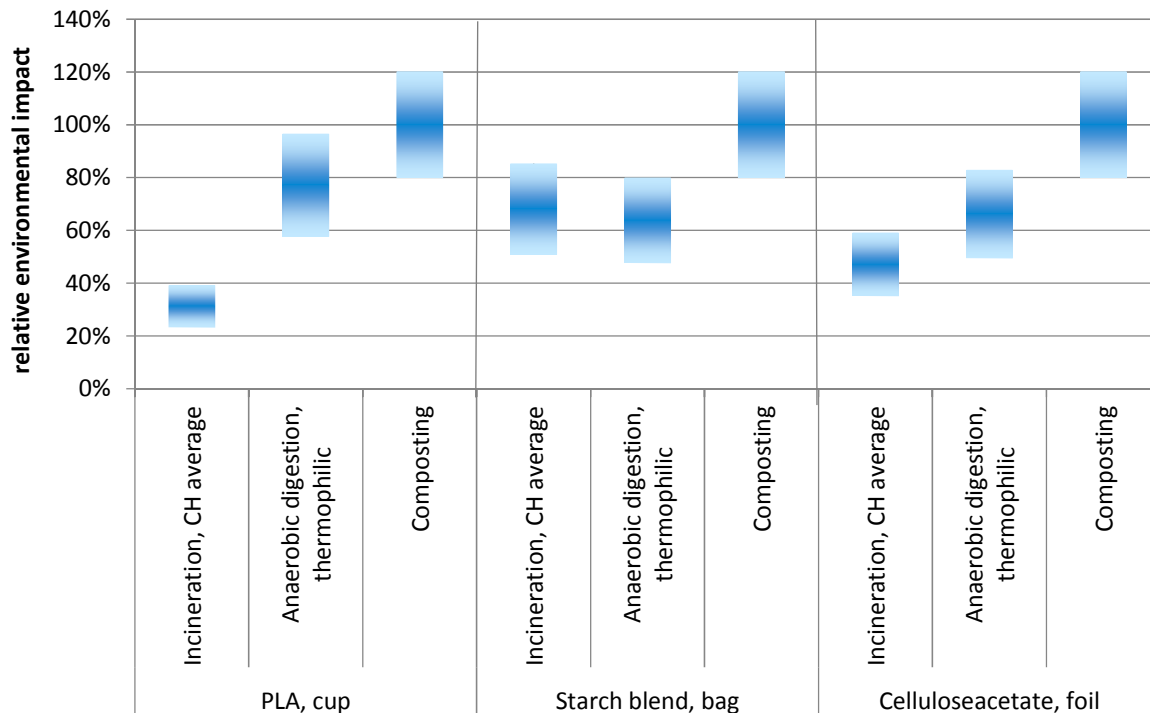 140%
120%
100%
80%
60%
40%
20%
0%
relative environmental impact
Incineration, CH average
Anaerobic digestion,
thermophilic
Composting
Incineration, CH average
Anaerobic digestion,
thermophilic
Composting
Incineration, CH average
Anaerobic digestion,
thermophilic
Composting
PLA, cup
Starch blend, bag
Celluloseacetate, foil